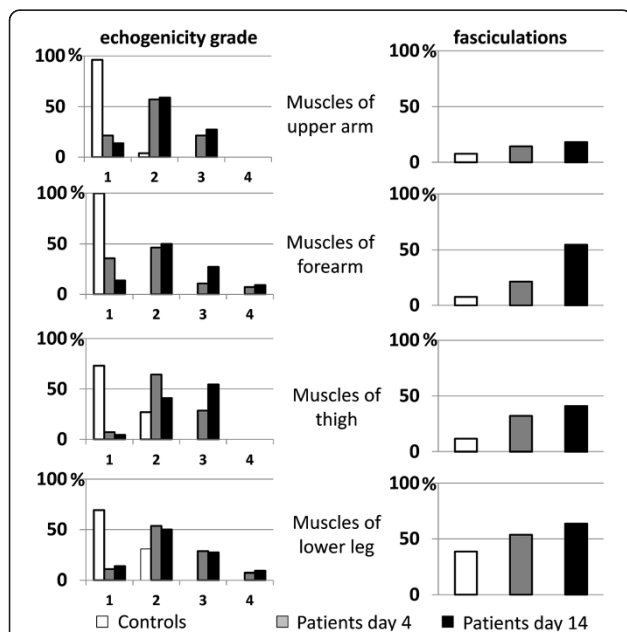 echogenicity grade fasciculations
100 % 100 %
50 50
0 0
1 2 3 4
Muscles of
upper arm
100 % 100 %
50 50
0 0
1 2 3 4
Muscles of
forearm
100 % 100 %
50 50
0 0
1 2 3 4
Muscles of
thigh
100 % 100 %
50 50
0 0
1 2 3 4
Muscles of
lower leg
Controls Patients day 4 Patients day 14